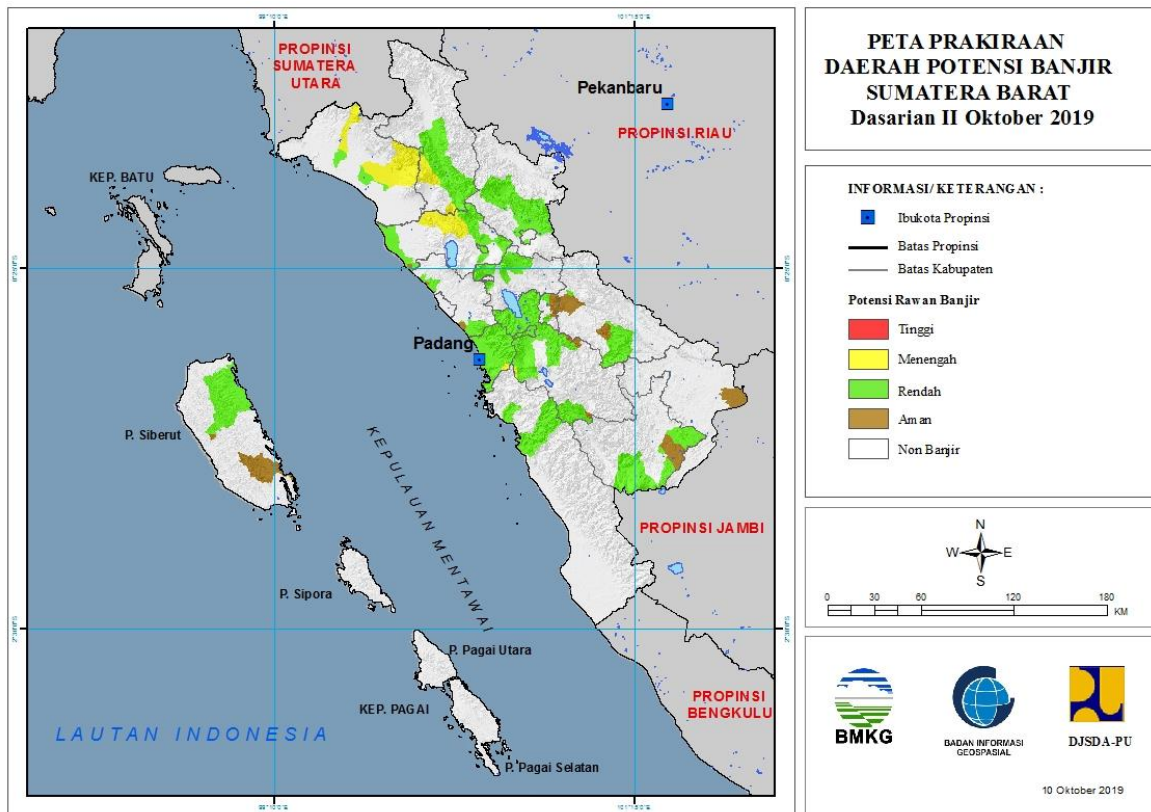 PROPINSI
SUMATERA
UTARA
Pekanbaru
PROPINSI RIAU
KEP. BATU
Padang
P. Siberut
KEPULAUAN MENTAWAI
PROPINSI JAMBI
P. Sipora
P. Pagai Utara
KEP. PAGAI
PROPINSI
BENGKULU
LAUTAN INDONESIA
P. Pagai Selatan
PETA PRAKIRAAN
DAERAH POTENSI BANJIR
SUMATERA BARAT
Dasarian II Oktober 2019
INFORMASI/ KETERANGAN :
Ibukota Propinsi
Batas Propinsi
Batas Kabupaten
Potensi Rawan Banjir
Tinggi
Menengah
Rendah
Aman
Non Banjir
N
W E
S
0 30 60 120 180
KM
BMKG
BADAN INFORMASI
GEOSPASIAL
DJSDA-PU
10 Oktober 2019